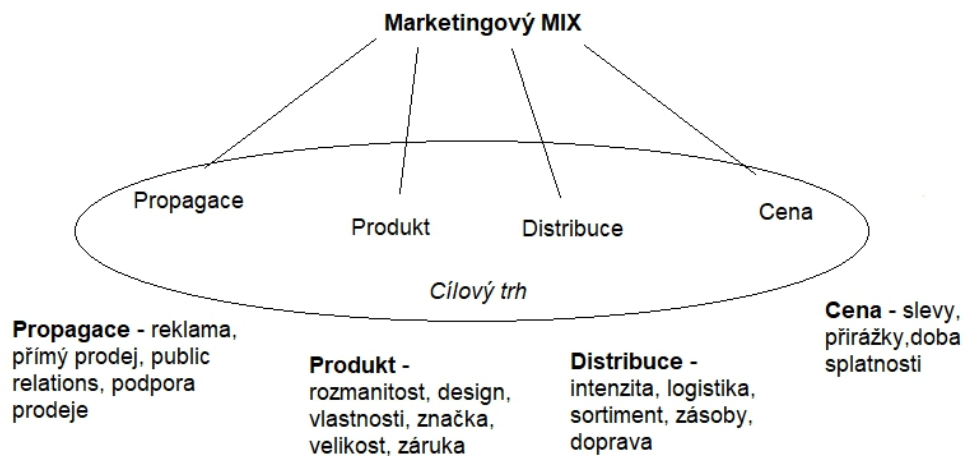 Marketingový MIX
Propagace
Produkt
Distribuce
Cena
Cílový trh
Propagace - reklama,
přímý prodej, public
relations, podpora
prodeje
Produkt -
rozmanitost, design,
vlastnosti, značka,
velikost, záruka
Distribuce -
intenzita, logistika,
sortiment, zásoby,
doprava
Cena - slevy,
přirážky,doba
splatnosti